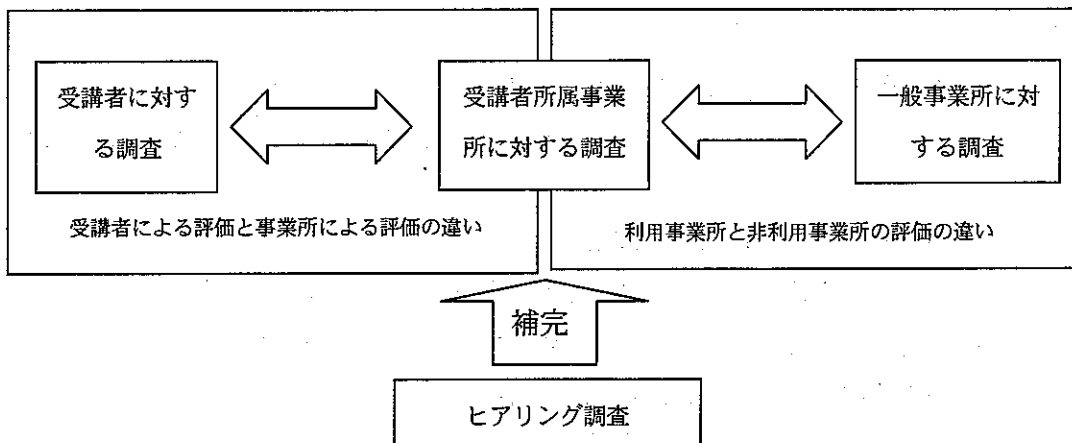 受講者に対す
る調査
受講者所属事業
所に対する調査
一般事業所に対
する調査
受講者による評価と事業所による評価の違い
利用事業所と非利用事業所の評価の違い
補完
ヒアリング調査